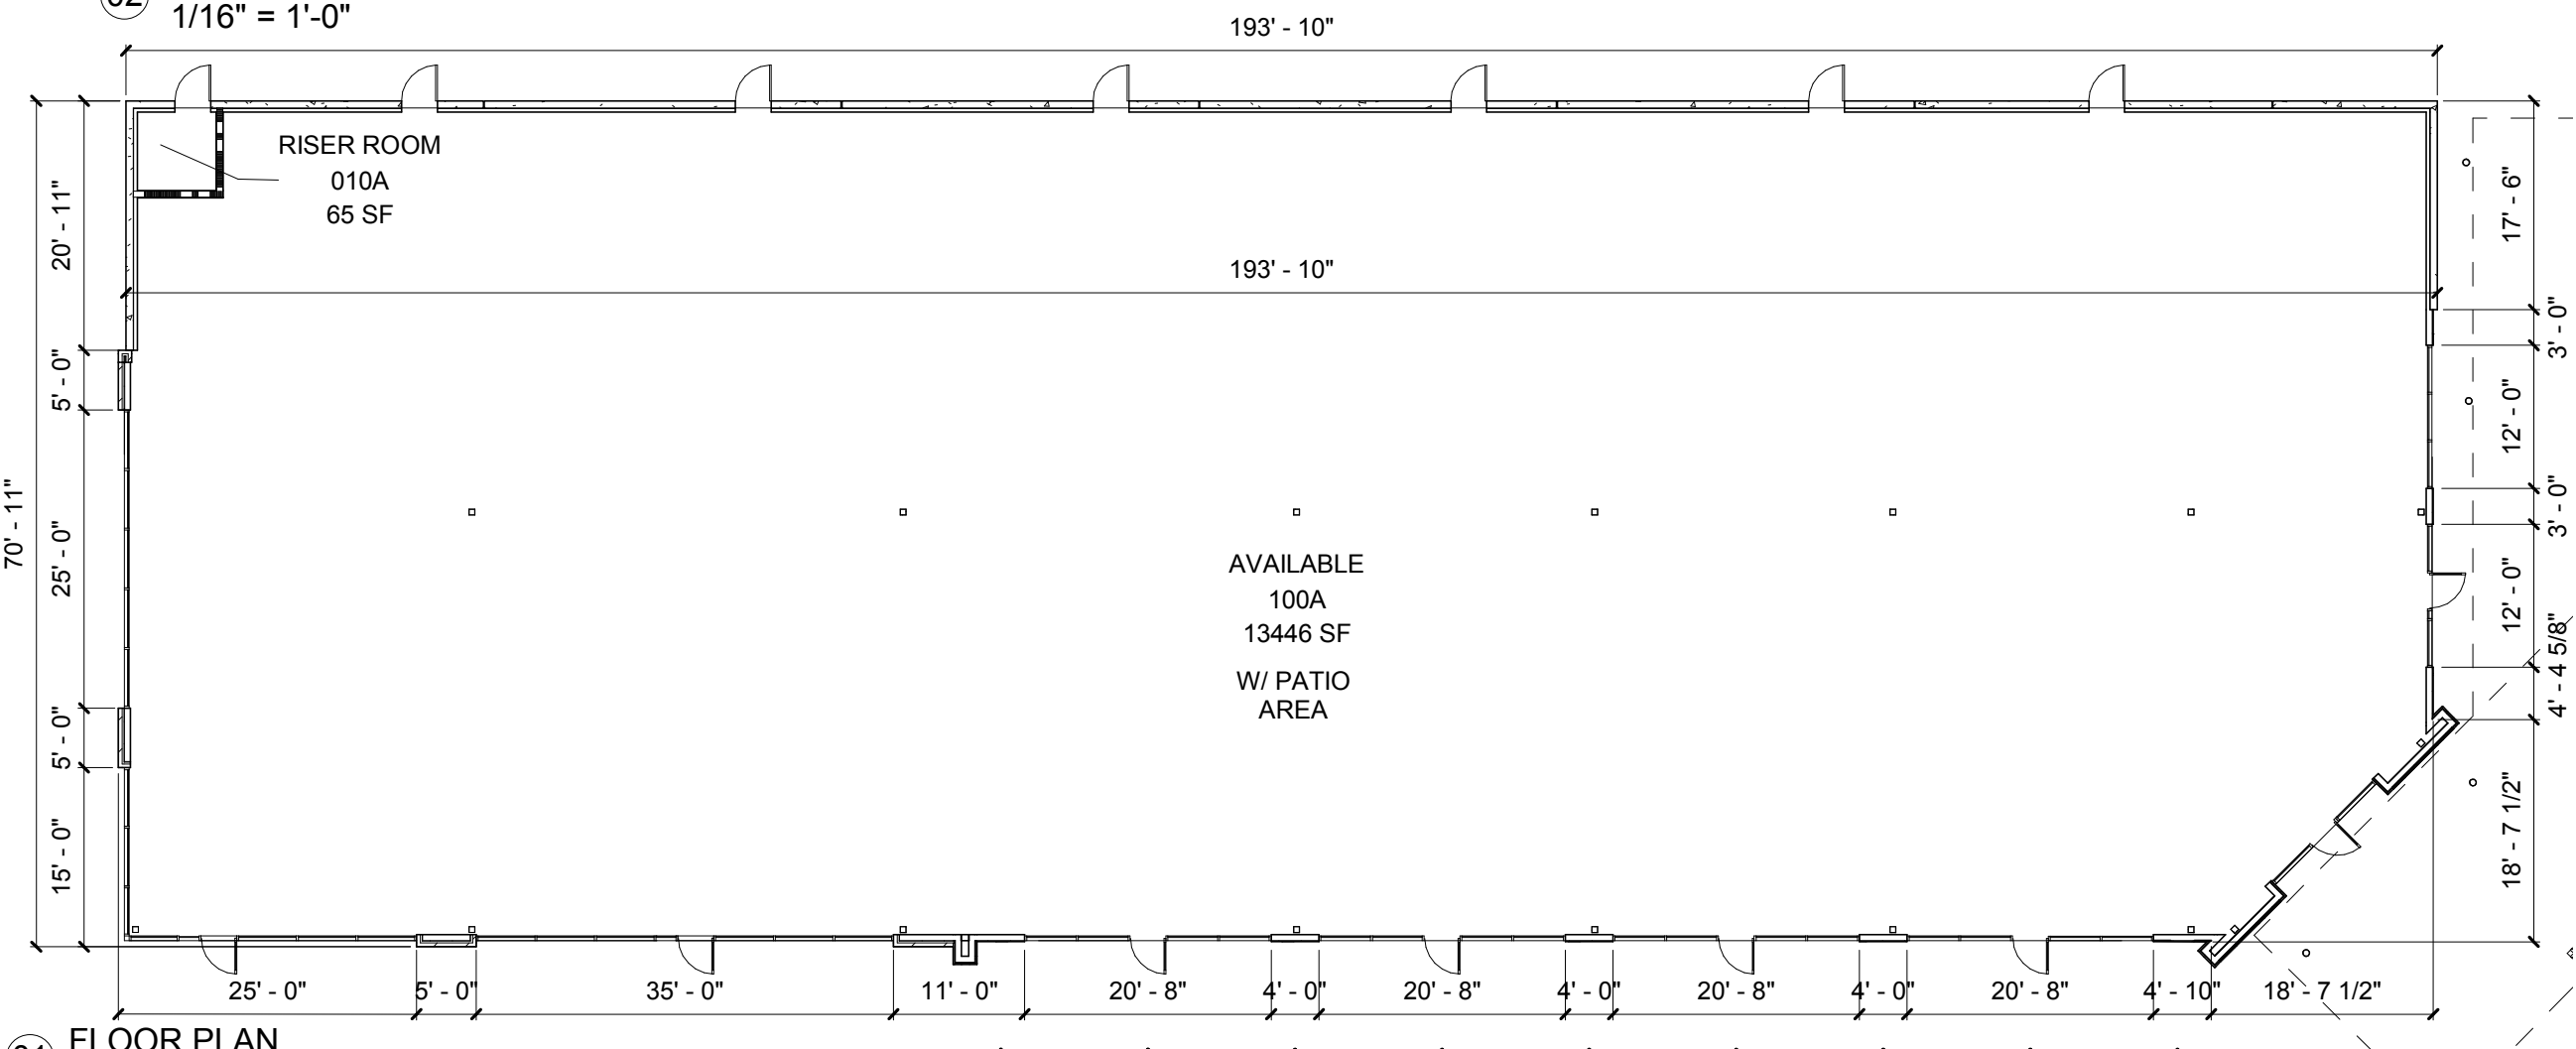 02
1/16" = 1'-0"
193' - 10"
RISER ROOM
010A
65 SF
193' - 10"
70' - 11"
20' - 11"
5' - 0"
25' - 0"
5' - 0"
15' - 0"
17' - 6"
3' - 0"
12' - 0"
3' - 0"
12' - 0"
4' - 4 5/8"
18' - 7 1/2"
AVAILABLE
100A
13446 SF
W/ PATIO
AREA
25' - 0"
5' - 0"
35' - 0"
11' - 0"
20' - 8"
4' - 0"
20' - 8"
4' - 0"
20' - 8"
4' - 0"
20' - 8"
4' - 10"
18' - 7 1/2"
FLOOR PLAN